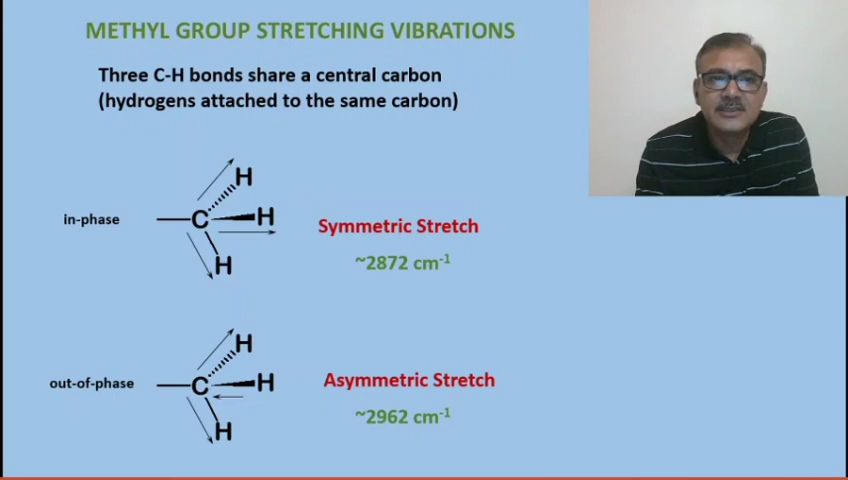 METHYL GROUP STRETCHING VIBRATIONS
Three C-H bonds share a central carbon
(hydrogens attached to the same carbon)
H
in-phase
C
H
H
Symmetric Stretch
~2872 cm-1
H
out-of-phase
C
H
H
Asymmetric Stretch
~2962 cm-1